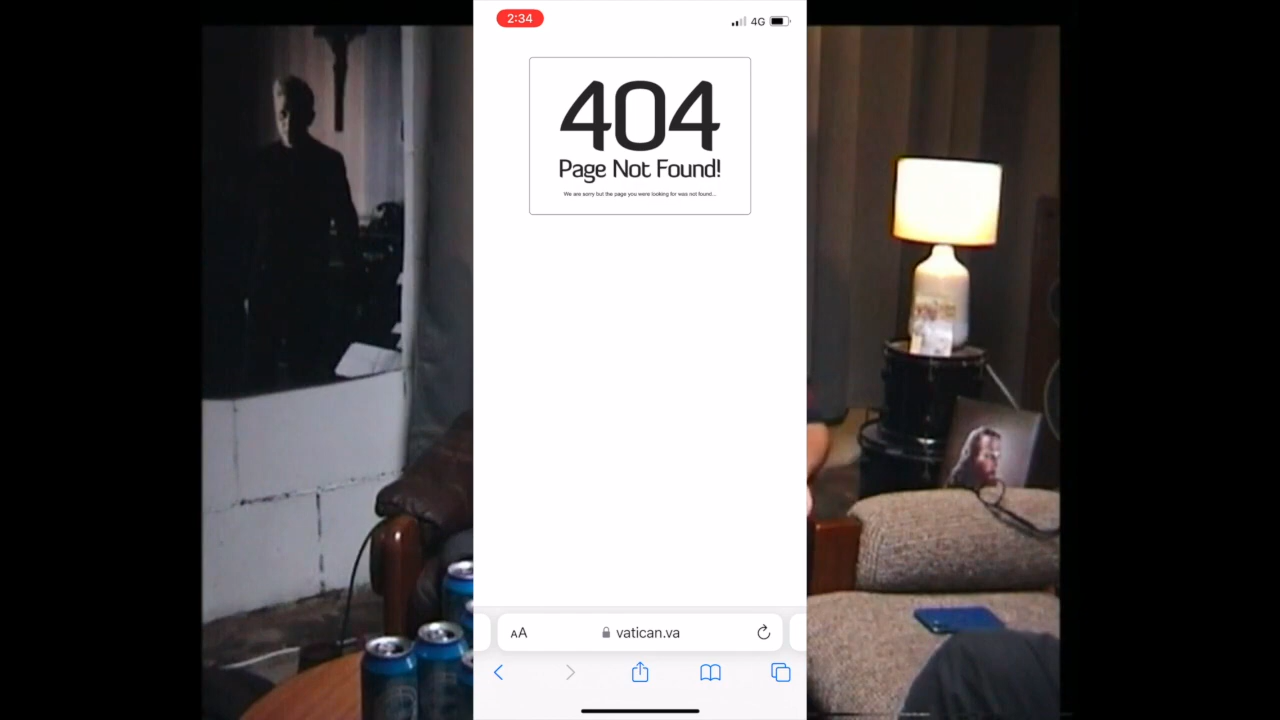 2:34
4G
404
Page Not Found!
We are sorry but the page you were looking for was not found...
AA
vatican.va